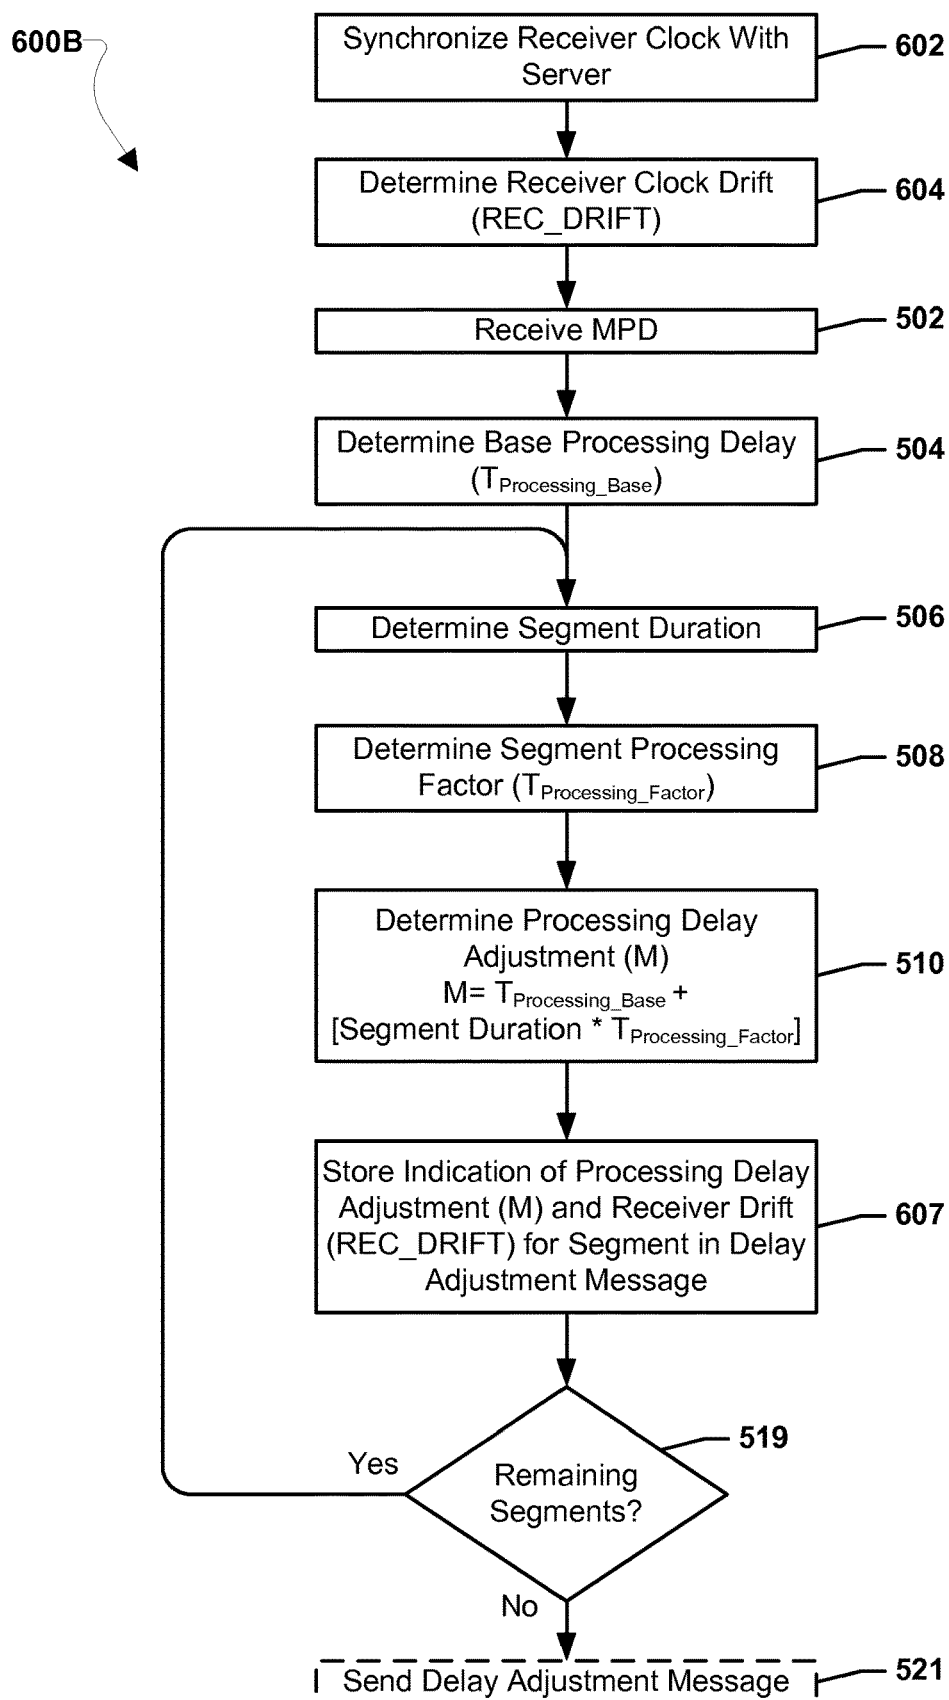 600B
Synchronize Receiver Clock With
Server
602
Determine Receiver Clock Drift
(REC_DRIFT)
604
Receive MPD
502
Determine Base Processing Delay
(TProcessing_Base)
504
Determine Segment Duration
506
Determine Segment Processing
Factor (TProcessing_Factor)
508
Determine Processing Delay
Adjustment (M)
M= TProcessing_Base +
[Segment Duration * TProcessing_Factor]
510
Store Indication of Processing Delay
Adjustment (M) and Receiver Drift
(REC_DRIFT) for Segment in Delay
Adjustment Message
607
519
Yes
Remaining
Segments?
No
Send Delay Adjustment Message
521